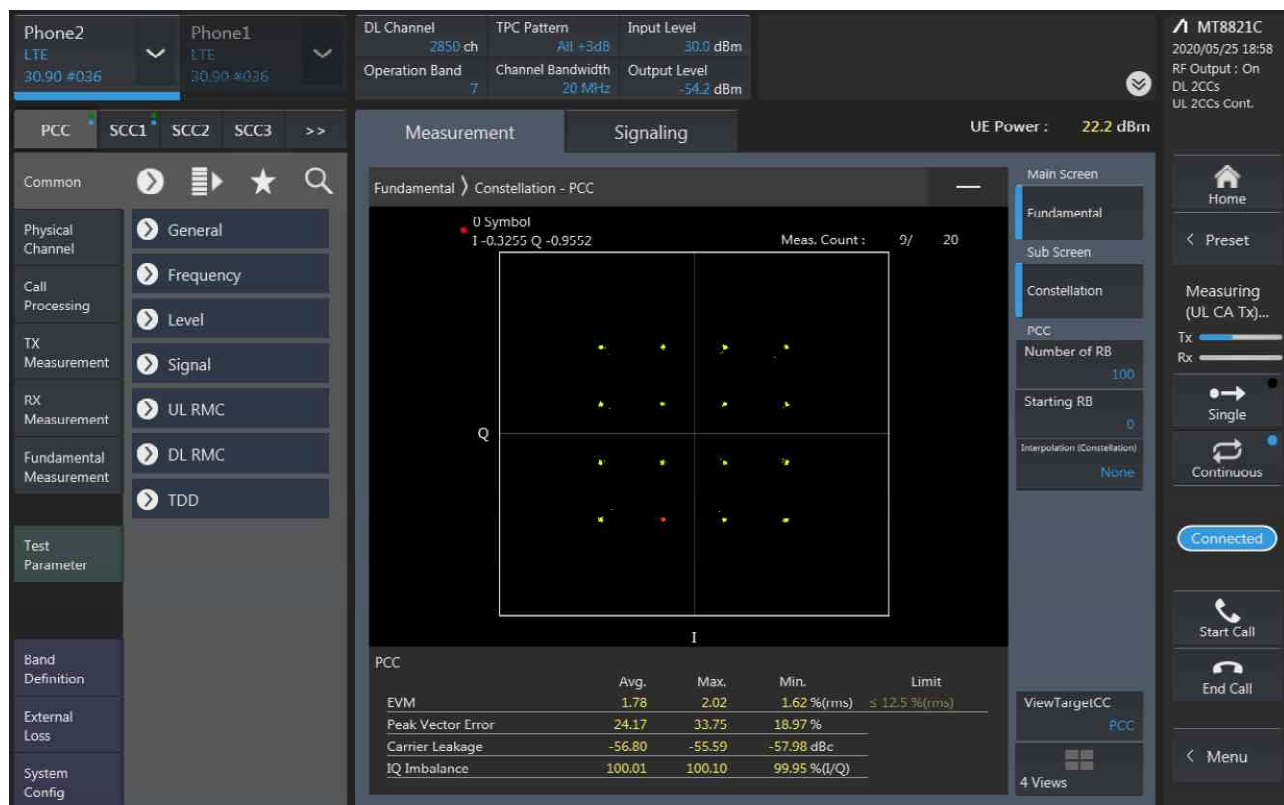 Phone2
LTE
30.90 #036
Phone1
LTE
30.90 #036
DL Channel
2850 ch
TPC Pattern
All +3dB
Input Level
30.0 dBm
Operation Band
7
Channel Bandwidth
20 MHz
Output Level
-54.2 dBm
MT8821C
2020/05/25 18:58
RF Output : On
DL 2CCs
UL 2CCs Cont.
PCC SCC1 SCC2 SCC3 >>
Measurement
Signaling
UE Power : 22.2 dBm
Common
Physical
Channel
Call
Processing
TX
Measurement
RX
Measurement
Fundamental
Measurement
Test
Parameter
Band
Definition
External
Loss
System
Config
General
Frequency
Level
Signal
UL RMC
DL RMC
TDD
Fundamental 〉 Constellation - PCC
0 Symbol
I -0.3255 Q -0.9552
Meas. Count : 9/ 20
Q
I
PCC
Avg. Max. Min. Limit
EVM 1.78 2.02 1.62 %(rms) ≤ 12.5 %(rms)
Peak Vector Error 24.17 33.75 18.97 %
Carrier Leakage -56.80 -55.59 -57.98 dBc
IQ Imbalance 100.01 100.10 99.95 %(I/Q)
Main Screen
Fundamental
Sub Screen
Constellation
PCC
Number of RB
100
Starting RB
0
Interpolation (Constellation)
None
ViewTargetCC
PCC
4 Views
Home
< Preset
Measuring
(UL CA Tx)...
Tx
Rx
Single
Continuous
Connected
Start Call
End Call
< Menu